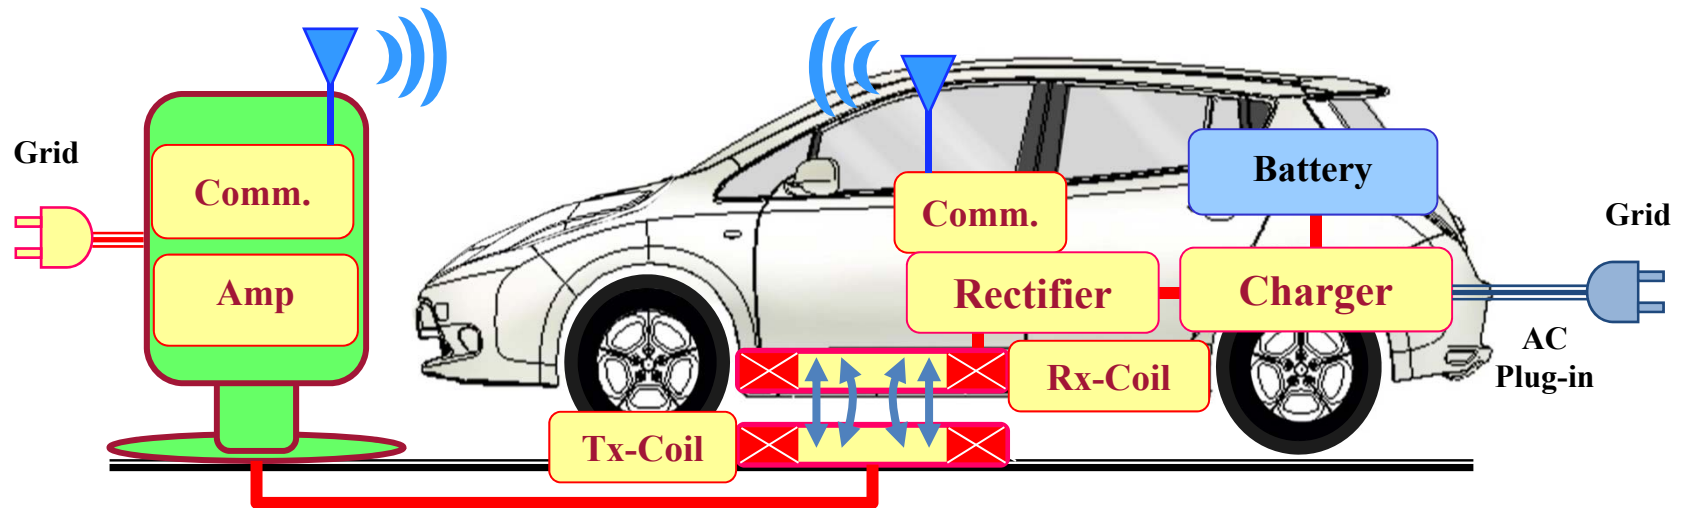 Grid
Comm.
Amp
Tx-Coil
Comm.
Rectifier
Rx-Coil
Battery
Charger
Grid
AC
Plug-in